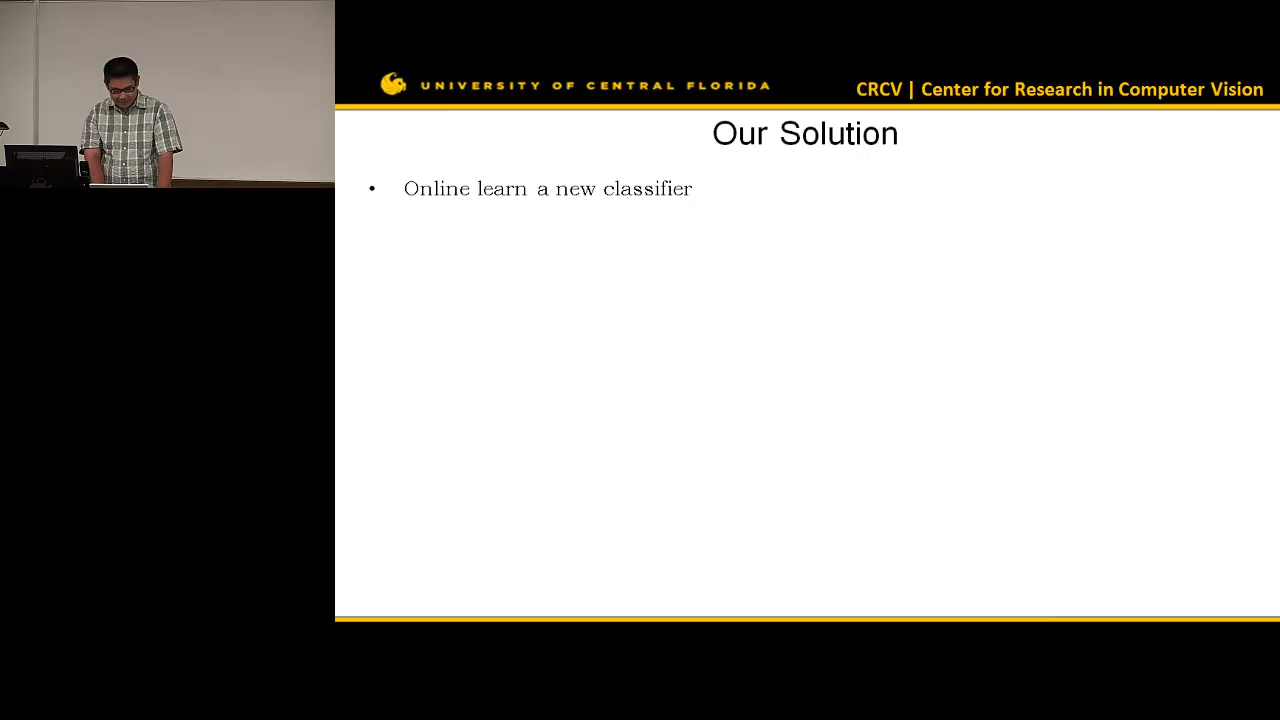 UNIVERSITY OF CENTRAL FLORIDA
CRCV | Center for Research in Computer Vision
Our Solution
• Online learn a new classifier